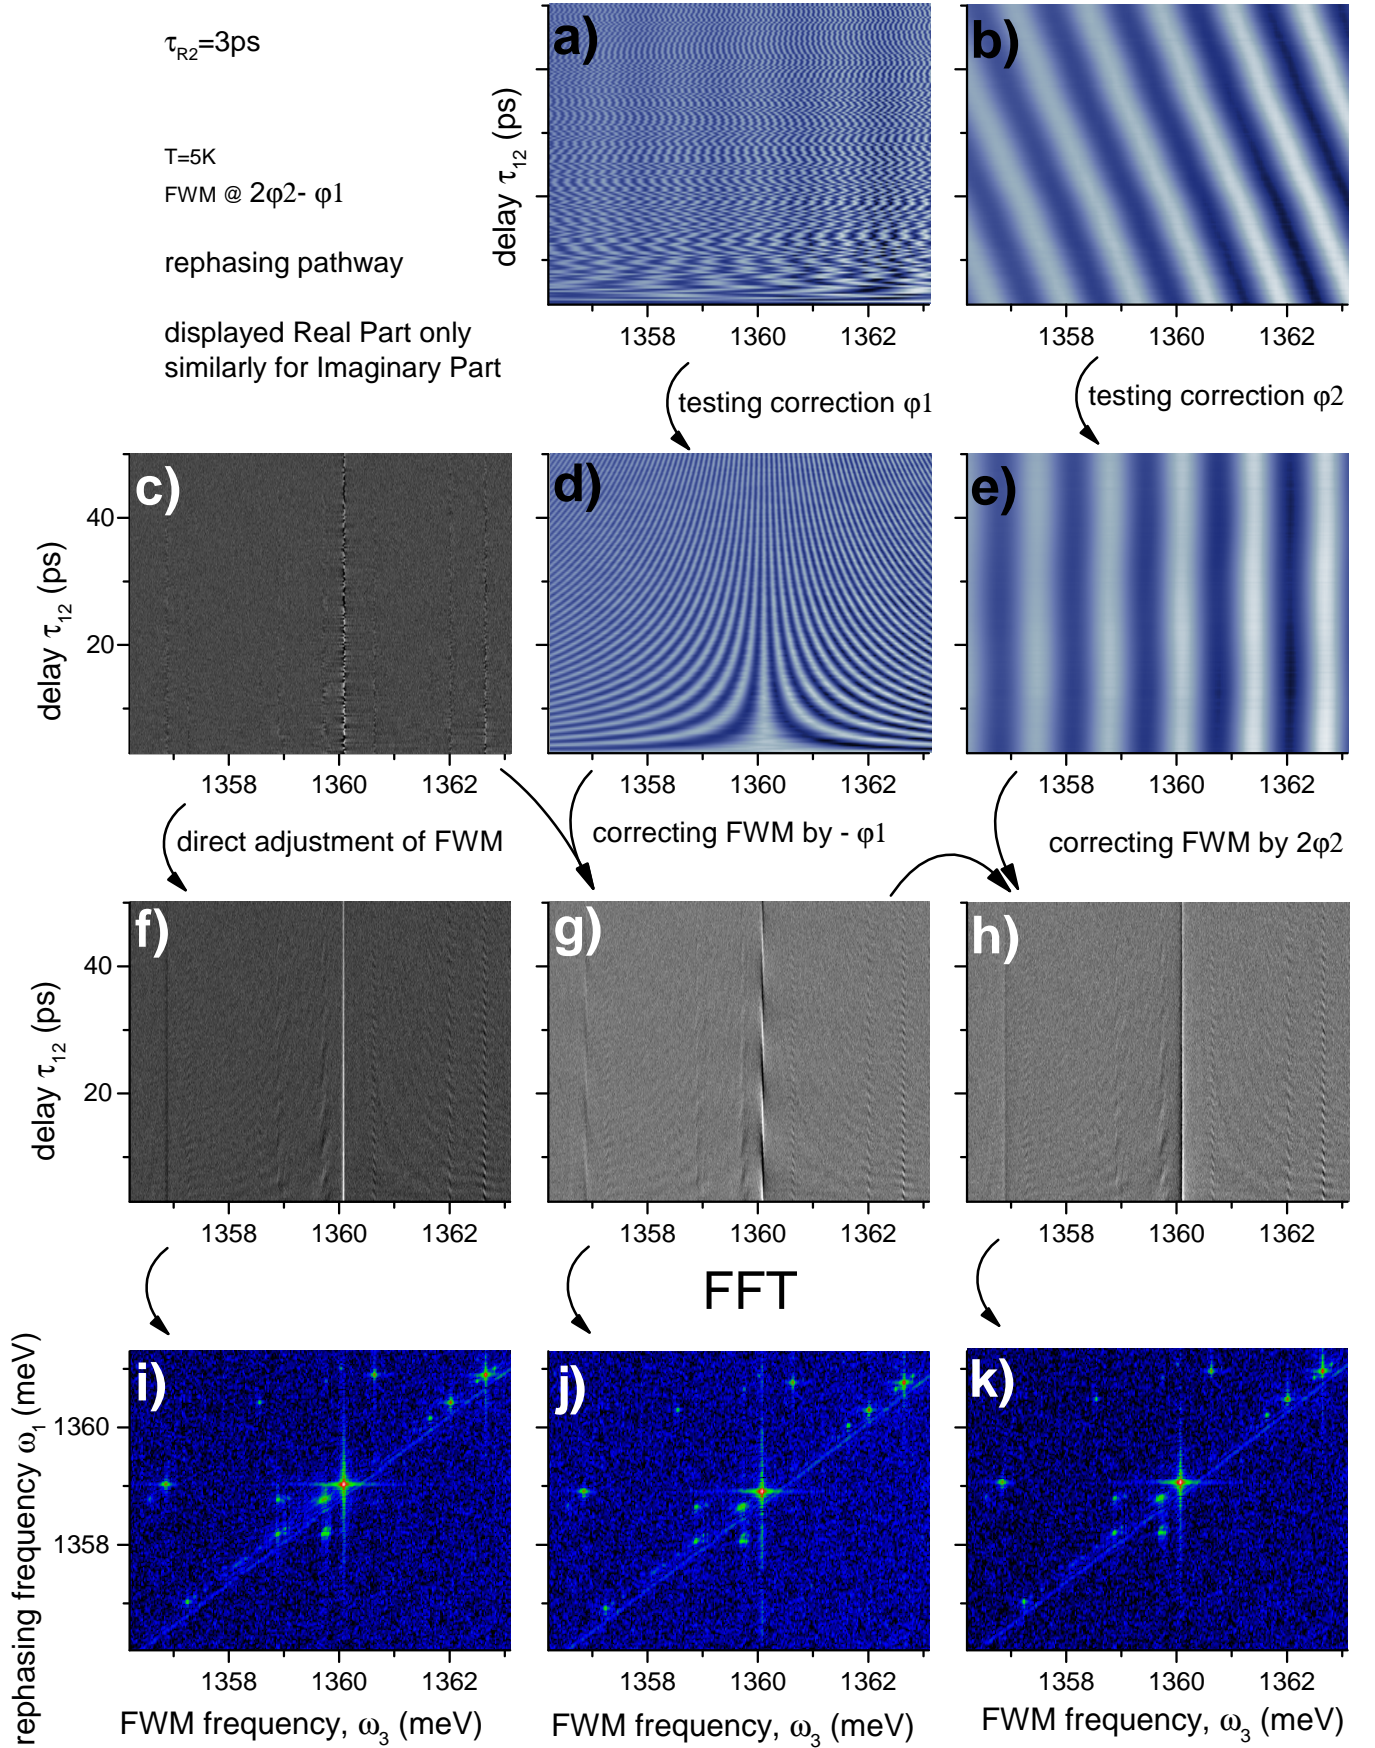 τR2=3ps
T=5K
FWM @ 2φ2- φ1
rephasing pathway
displayed Real Part only
similarly for Imaginary Part
a)
b)
delay τ12 (ps)
1358 1360 1362
1358 1360 1362
testing correction φ1
testing correction φ2
c)
d)
e)
40
20
delay τ12 (ps)
1358 1360 1362
1358 1360 1362
1358 1360 1362
direct adjustment of FWM
correcting FWM by - φ1
correcting FWM by 2φ2
f)
g)
h)
40
20
delay τ12 (ps)
1358 1360 1362
1358 1360 1362
1358 1360 1362
FFT
i)
j)
k)
1360
1358
rephasing frequency ω1 (meV)
1358 1360 1362
1358 1360 1362
1358 1360 1362
FWM frequency, ω3 (meV)
FWM frequency, ω3 (meV)
FWM frequency, ω3 (meV)